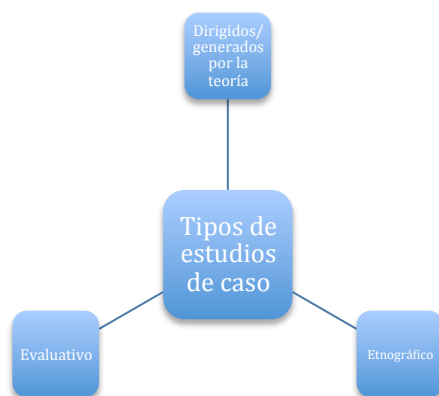 Dirigidos/
generados
por la
teoría
Tipos de
estudios
de caso
Evaluativo
Etnográfico